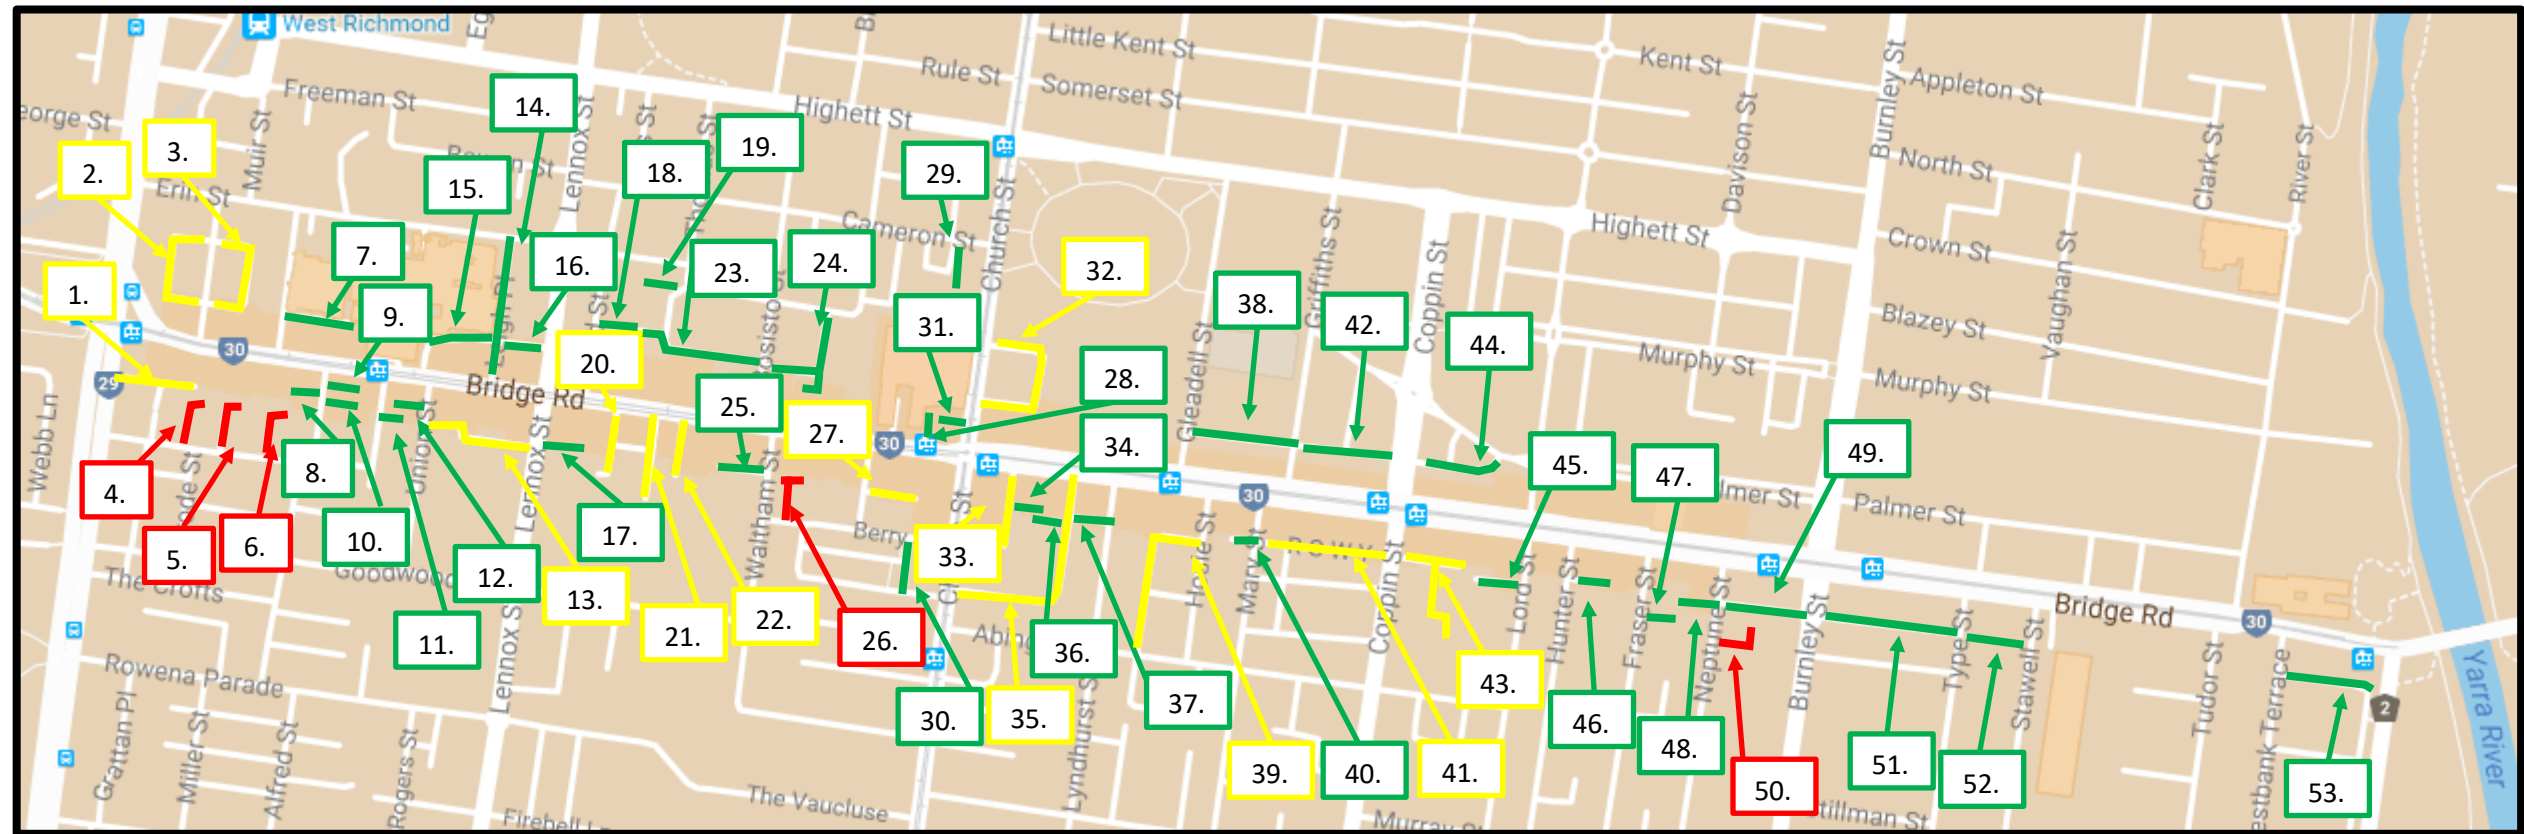 West Richmond
Little Kent St
Kent St
Rule St
Somerset St
Appleton St
Burnley St
Freeman St
Highett St
eorge St
Muir St
Lennox St
14.
19.
3.
2.
18.
29.
15.
Davison St
North St
Clark St
River St
Erin St
Church St
Cameron St
Highett St
Crown St
Griffiths St
Coppin St
Vaughan St
7.
16.
23.
24.
32.
1.
9.
31.
38.
42.
44.
Blazey St
Murphy St
Murphy St
30
29
20.
Bridge Rd
25.
28.
Gleadell St
27.
30
34.
Webb Ln
Union St
Lennox St
8.
4.
5.
6.
10.
17.
Waltham St
Berry
33.
30
45.
47.
49.
Palmer St
The Crofts
Goodwood
12.
13.
21.
22.
26.
11.
36.
37.
30.
35.
Hosie St
Mary St
R O W
Coppin St
43.
Lord St
Hunter St
Fraser St
Neptune St
Burnley St
Type St
Stawell St
Bridge Rd
30
Tudor St
estbank Terrace
Yarra River
2
Rowena Parade
Grattan Pl
Miller St
Alfred St
Rogers St
Lennox S
Lyndhurst S
39.
40.
41.
46.
48.
50.
51.
52.
53.
The Vaucluse
Murray St
tillman St